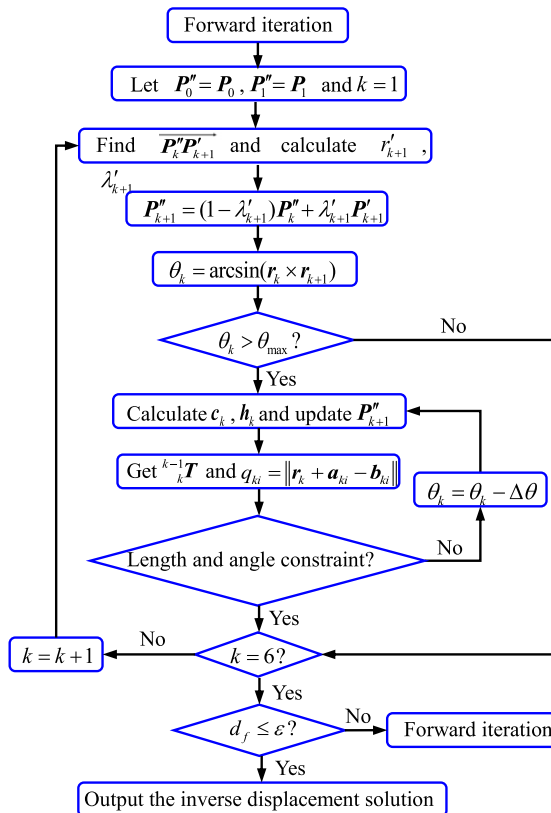 Forward iteration
Let P″₀ = P₀ , P″₁ = P₁ and k = 1
Find P″ₖP′ₖ₊₁ and calculate r′ₖ₊₁ ,
λ′ₖ₊₁
P″ₖ₊₁ = (1 − λ′ₖ₊₁)P″ₖ + λ′ₖ₊₁P′ₖ₊₁
θₖ = arcsin(rₖ × rₖ₊₁)
θₖ > θmax ?
No
Yes
Calculate cₖ , hₖ and update P″ₖ₊₁
Get ᵏ⁻¹ₖT and qₖᵢ = ‖rₖ + aₖᵢ − bₖᵢ‖
θₖ = θₖ − Δθ
Length and angle constraint?
No
Yes
k = k + 1
No
k = 6 ?
Yes
d_f ≤ ε ?
No
Forward iteration
Yes
Output the inverse displacement solution